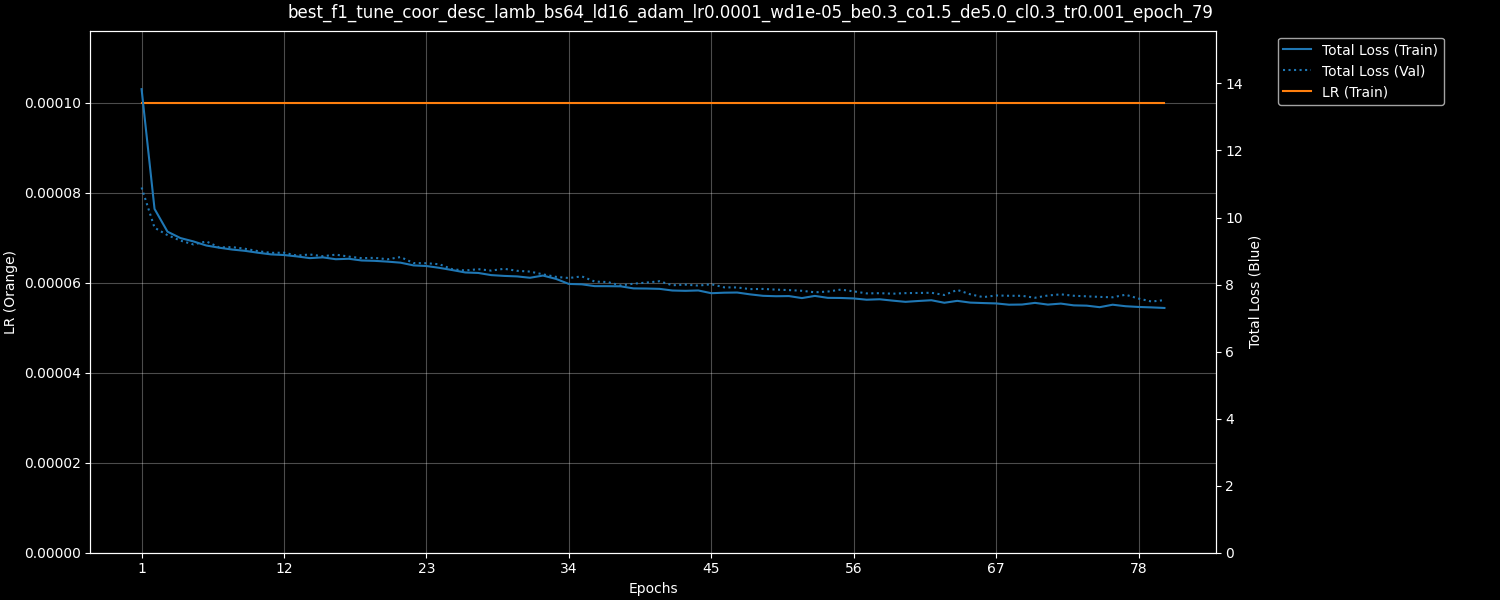 best_f1_tune_coor_desc_lamb_bs64_ld16_adam_lr0.0001_wd1e-05_be0.3_co1.5_de5.0_cl0.3_tr0.001_epoch_79
Total Loss (Train)
Total Loss (Val)
LR (Train)
LR (Orange)
0.00010
0.00008
0.00006
0.00004
0.00002
0.00000
Total Loss (Blue)
14
12
10
8
6
4
2
0
1 12 23 34 45 56 67 78
Epochs